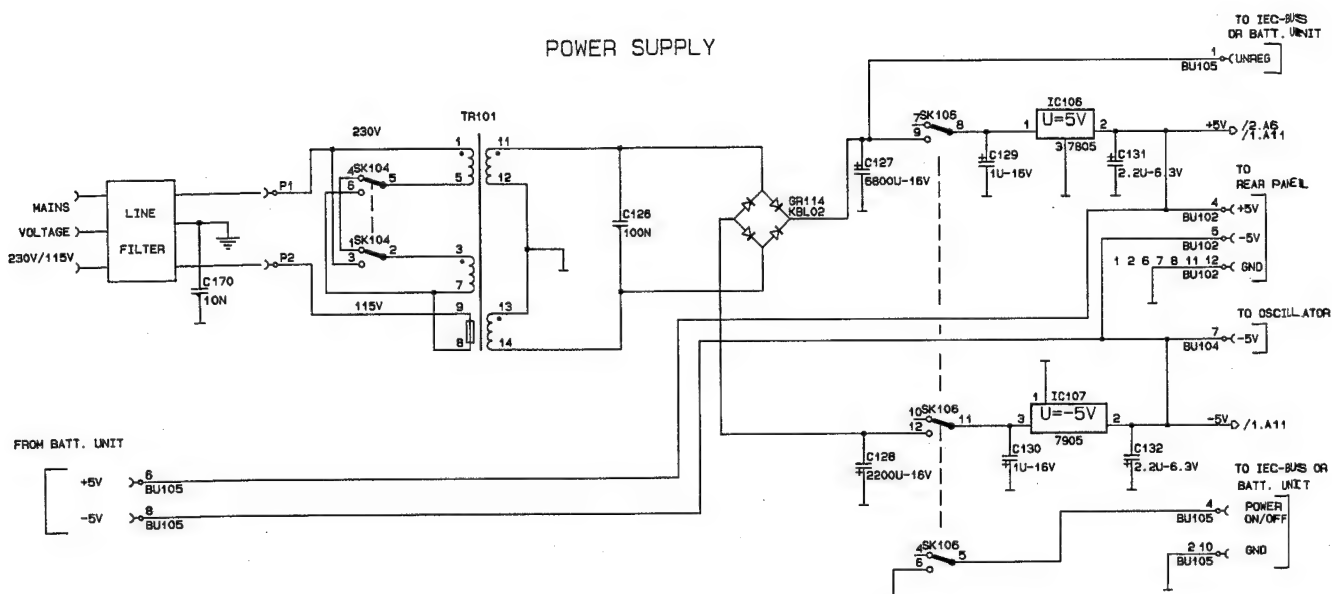 POWER SUPPLY
TO IEC-BUS
OR BATT. UNIT
1
BU105
UNREG
TR101
230V
1
11
SK104
4
6
5
5
12
P1
MAINS
VOLTAGE
230V/115V
LINE
FILTER
C170
10N
P2
SK104
1
3
2
3
7
115V
9
8
13
14
C126
100N
GR114
KBL02
C127
6800U-16V
SK106
7
9
8
C129
1U-16V
IC106
U=5V
1
2
3
7805
C131
2.2U-6.3V
+5V
/2.A6
/1.A11
TO
REAR PANEL
4
BU102
+5V
5
BU102
-5V
1 2 6 7 8 11 12
BU102
GND
TO OSCILLATOR
7
BU104
-5V
IC107
1
U=-5V
3
2
7905
SK106
10
12
11
C128
2200U-16V
C130
1U-16V
C132
2.2U-6.3V
-5V
/1.A11
FROM BATT. UNIT
+5V
6
BU105
-5V
8
BU105
TO IEC-BUS OR
BATT. UNIT
SK106
4
6
5
4
BU105
POWER
ON/OFF
2 10
BU105
GND